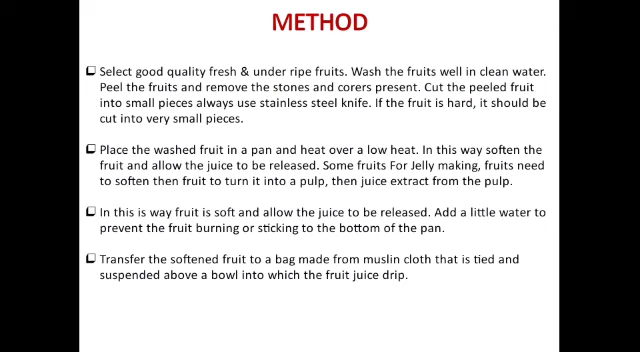 METHOD
Select good quality fresh & under ripe fruits. Wash the fruits well in clean water.
Peel the fruits and remove the stones and corers present. Cut the peeled fruit
into small pieces always use stainless steel knife. If the fruit is hard, it should be
cut into very small pieces.
Place the washed fruit in a pan and heat over a low heat. In this way soften the
fruit and allow the juice to be released. Some fruits For Jelly making, fruits need
to soften then fruit to turn it into a pulp, then juice extract from the pulp.
In this is way fruit is soft and allow the juice to be released. Add a little water to
prevent the fruit burning or sticking to the bottom of the pan.
Transfer the softened fruit to a bag made from muslin cloth that is tied and
suspended above a bowl into which the fruit juice drip.